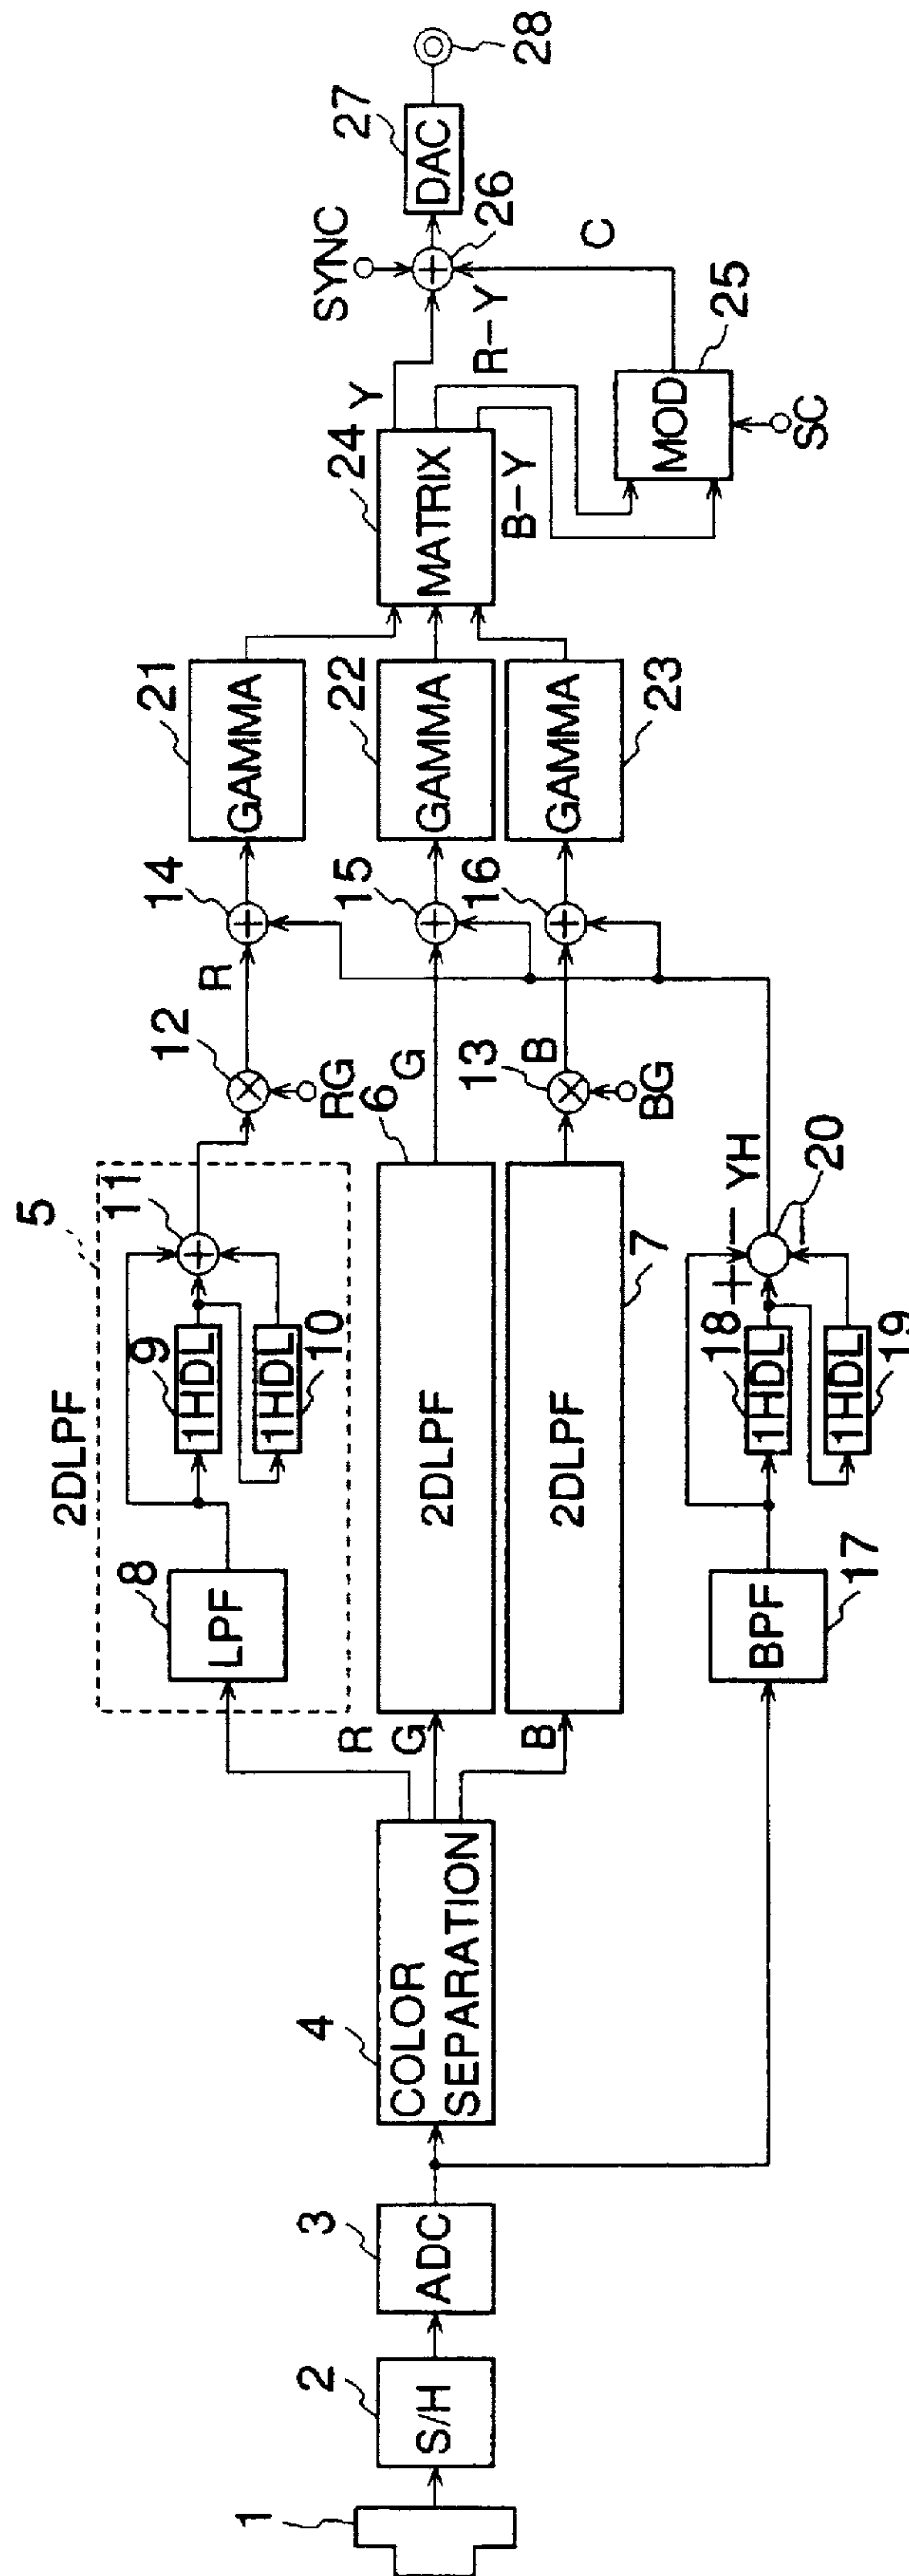 1
2
S/H
3
ADC
4
COLOR
SEPARATION
R
G
B
5
2DLPF
8
LPF
9
1HDL
10
1HDL
11
6
2DLPF
7
2DLPF
17
BPF
18
1HDL
19
1HDL
+
−
20
YH
12
RG
R
G
13
BG
B
14
15
16
21
GAMMA
22
GAMMA
23
GAMMA
24
MATRIX
Y
R−Y
B−Y
25
MOD
SC
C
SYNC
26
27
DAC
28